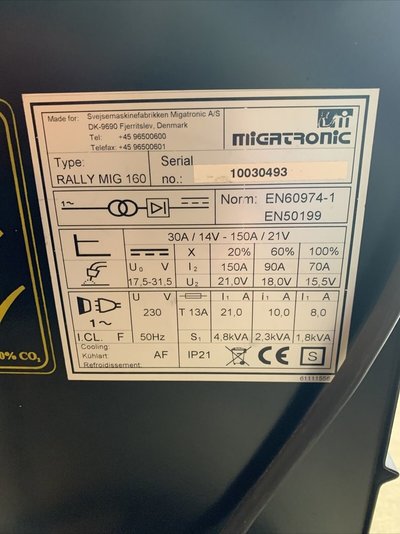 Made for:
Svejsemaskinefabrikken Migatronic A/S
DK-9690 Fjerritslev, Denmark
Telefon: +45 96500600
Telefax: +45 96500601
MIGATRONIC
Type:
RALLY MIG 160
Serial no.: 10030493
1~
Norm: EN60974-1
EN50199
30A / 14V - 150A / 21V
X 20% 60% 100%
U₀ V I₂ 150A 90A 70A
17,5-31,5 U₂ 21,0V 18,0V 15,5V
U V I₁ A I₁ A I₁ A
1~ 230 T 13A 21,0 10,0 8,0
I.CL. F 50Hz S₁ 4,8kVA 2,3kVA 1,8kVA
Cooling:
Kühlart: AF IP21 CE S
Refroidissement:
0% CO₂